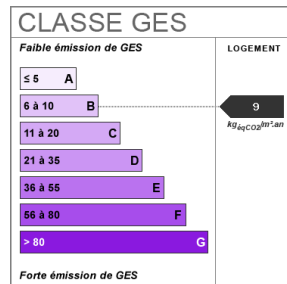 CLASSE GES
Faible émission de GES
LOGEMENT
≤ 5 A
6 à 10 B
9
kgéqCO2/m².an
11 à 20 C
21 à 35 D
36 à 55 E
56 à 80 F
> 80 G
Forte émission de GES